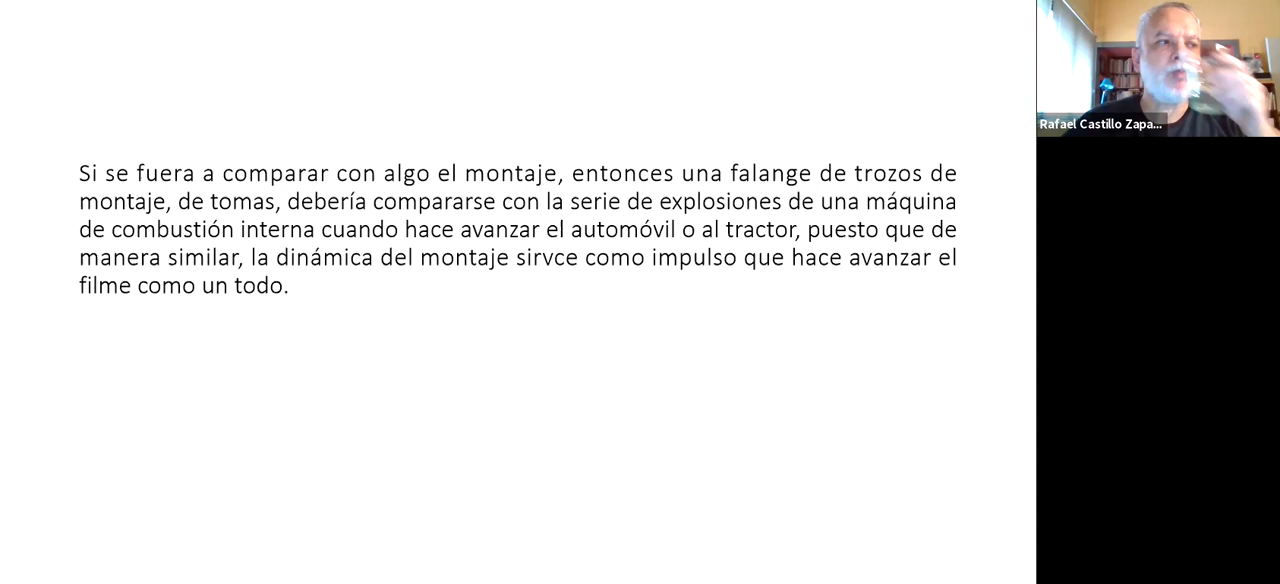 Si se fuera a comparar con algo el montaje, entonces una falange de trozos de
montaje, de tomas, debería compararse con la serie de explosiones de una máquina
de combustión interna cuando hace avanzar el automóvil o al tractor, puesto que de
manera similar, la dinámica del montaje sirvce como impulso que hace avanzar el
filme como un todo.
Rafael Castillo Zapa...